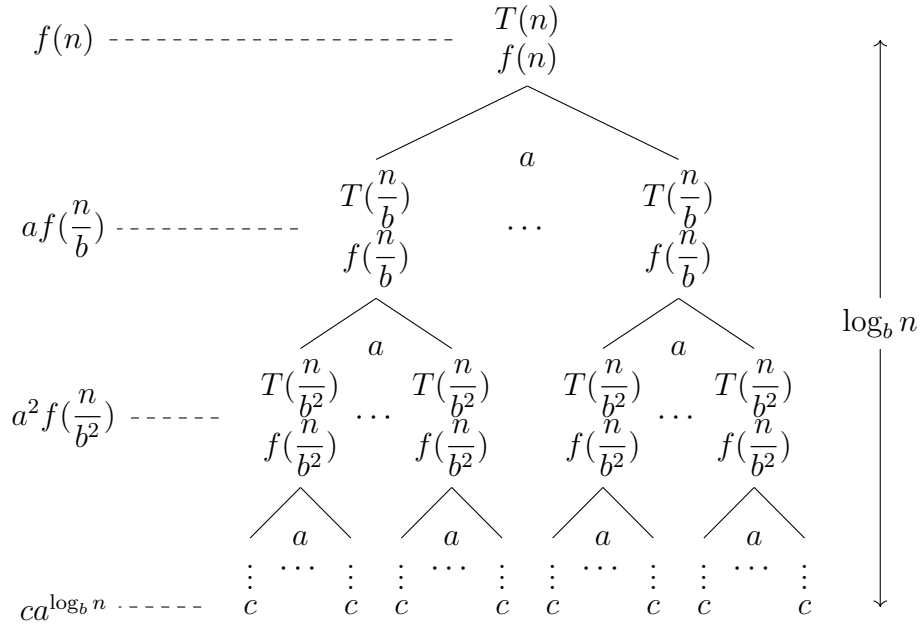 T(n)
f(n) f(n)
a
T(n/b) T(n/b)
af(n/b) ...
f(n/b) f(n/b)
log_b n
a a
T(n/b²) T(n/b²) T(n/b²) T(n/b²)
a²f(n/b²) ... ...
f(n/b²) f(n/b²) f(n/b²) f(n/b²)
a a a a
⋮ ... ⋮ ⋮ ... ⋮ ⋮ ... ⋮ ⋮ ... ⋮
ca^{log_b n} c c c c c c c c